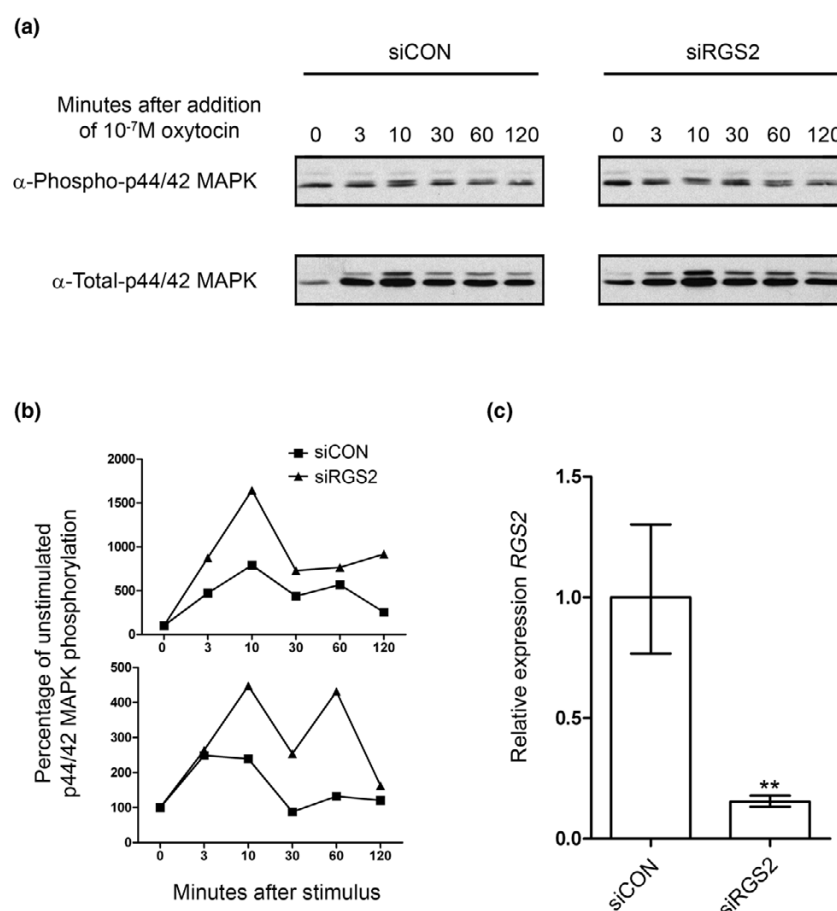 (a)
siCON
siRGS2
Minutes after addition
of 10⁻⁷M oxytocin
0 3 10 30 60 120
0 3 10 30 60 120
α-Phospho-p44/42 MAPK
α-Total-p44/42 MAPK
(b)
siCON
siRGS2
Percentage of unstimulated
p44/42 MAPK phosphorylation
2000
1500
1000
500
0
0 3 10 30 60 120
500
400
300
200
100
0
0 3 10 30 60 120
Minutes after stimulus
(c)
Relative expression RGS2
1.5
1.0
0.5
0.0
**
siCON
siRGS2